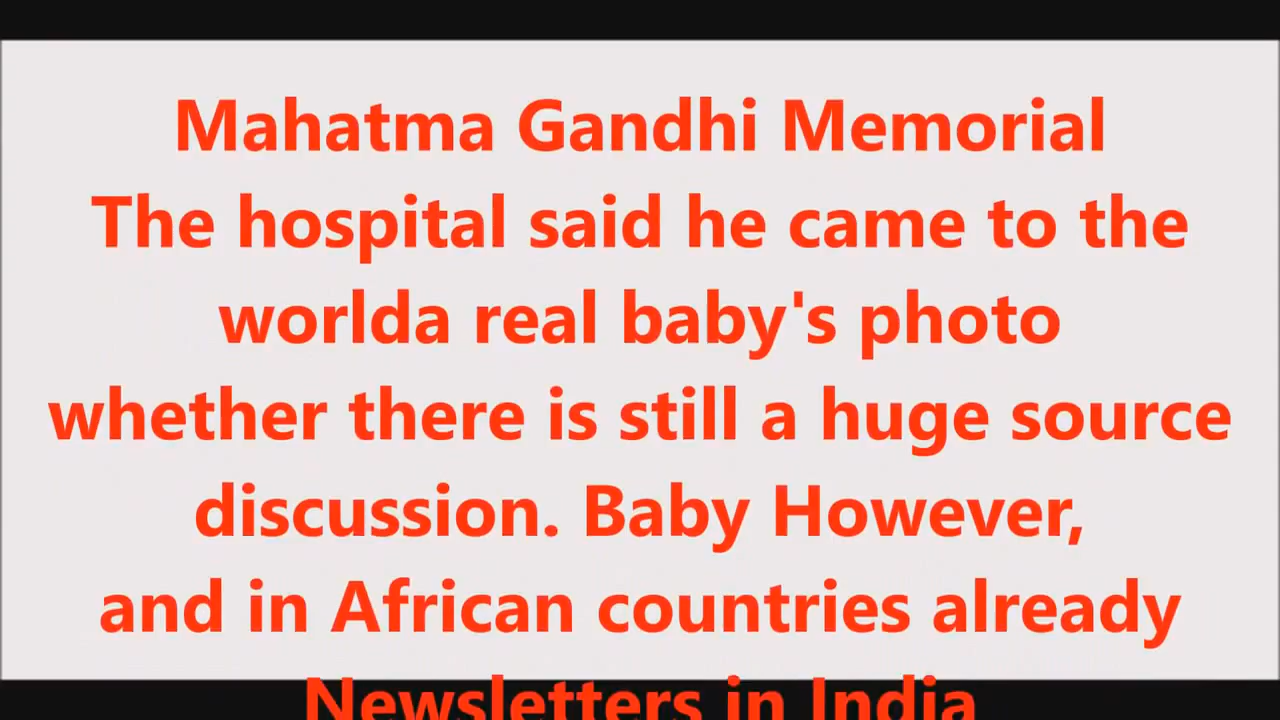 Mahatma Gandhi Memorial
The hospital said he came to the
worlda real baby's photo
whether there is still a huge source
discussion. Baby However,
and in African countries already
Newsletters in India